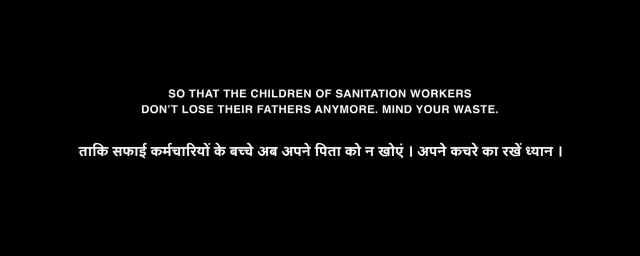 SO THAT THE CHILDREN OF SANITATION WORKERS
DON'T LOSE THEIR FATHERS ANYMORE. MIND YOUR WASTE.
ताकि सफाई कर्मचारियों के बच्चे अब अपने पिता को न खोएं । अपने कचरे का रखें ध्यान ।